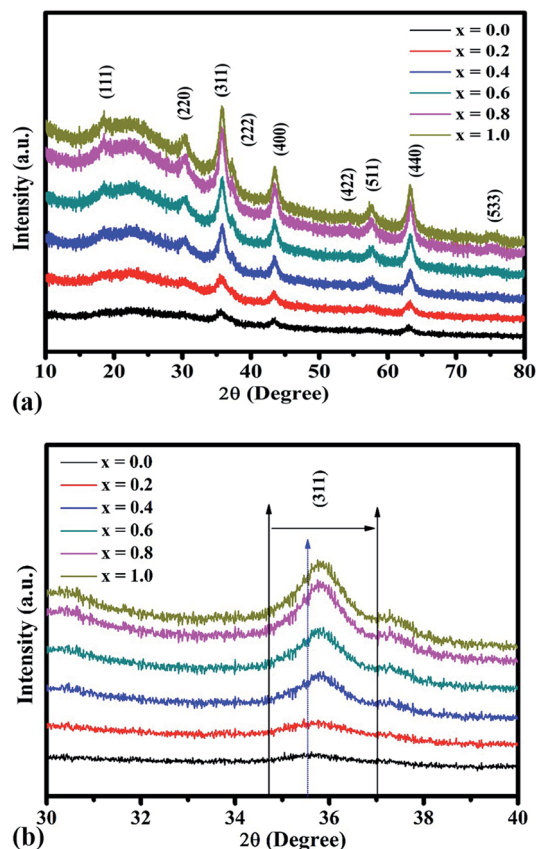 x = 0.0
x = 0.2
x = 0.4
x = 0.6
x = 0.8
x = 1.0
(111)
(220)
(311)
(222)
(400)
(422)
(511)
(440)
(533)
Intensity (a.u.)
10 20 30 40 50 60 70 80
2θ (Degree)
(a)
x = 0.0
x = 0.2
x = 0.4
x = 0.6
x = 0.8
x = 1.0
(311)
Intensity (a.u.)
30 32 34 36 38 40
2θ (Degree)
(b)